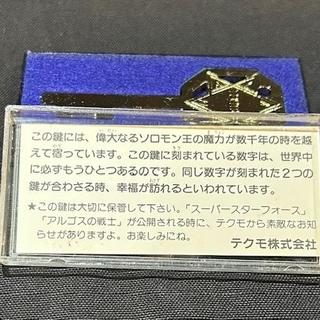 この鍵には、偉大なるソロモン王の魔力が数千年の時を越
えて宿っています。この鍵に刻まれている数字は、世界中
に必ずもうひとつあるのです。同じ数字が刻まれた2つの
鍵が合わさる時、幸福が訪れるといわれています。
★この鍵は大切に保管して下さい。「スーパースターフォース」
「アルゴスの戦士」が公開される時に、テクモから素敵なお知
らせがありますよ。お楽しみにね。
テクモ株式会社